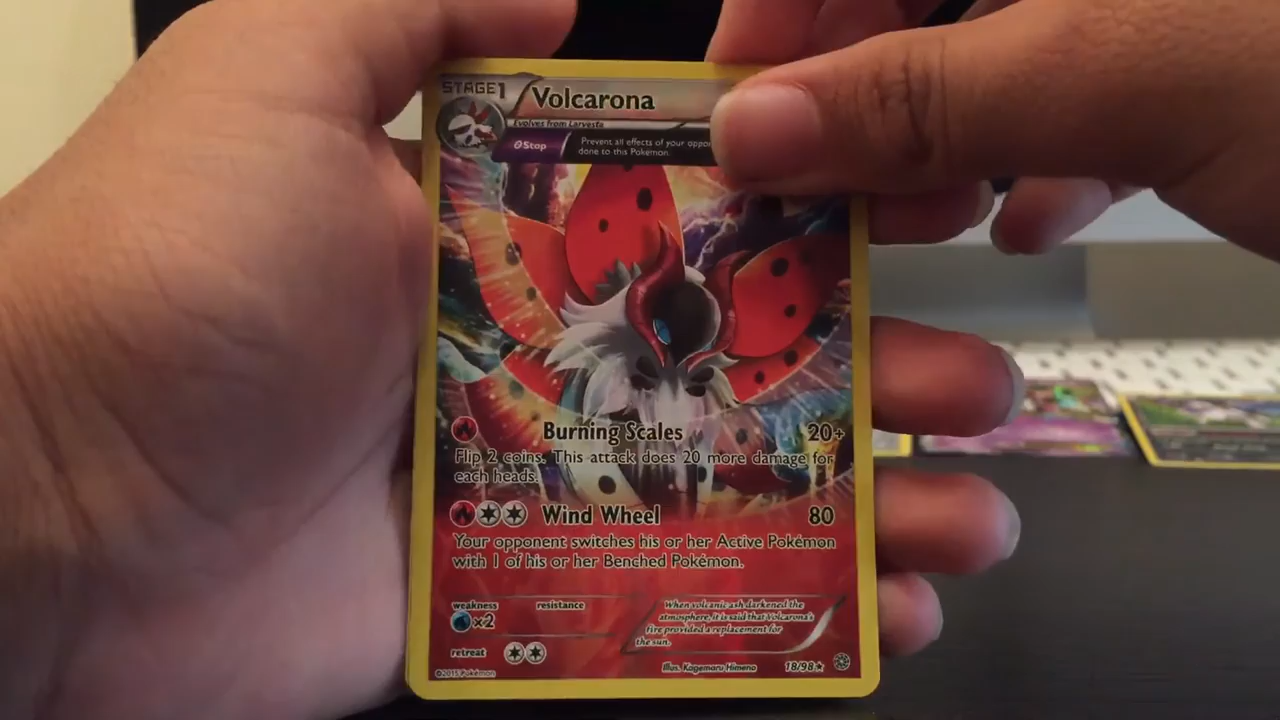 STAGE1
Volcarona
Evolves from Larvesta
Θ Stop
Prevent all effects of your oppo
done to this Pokémon.
Burning Scales 20+
Flip 2 coins. This attack does 20 more damage for
each heads.
Wind Wheel 80
Your opponent switches his or her Active Pokémon
with 1 of his or her Benched Pokémon.
weakness resistance
×2
retreat
When volcanic ash darkened the
atmosphere, it is said that Volcarona's
fire provided a replacement for
the sun.
Illus. Kagemaru Himeno
18/98★
©2015 Pokémon